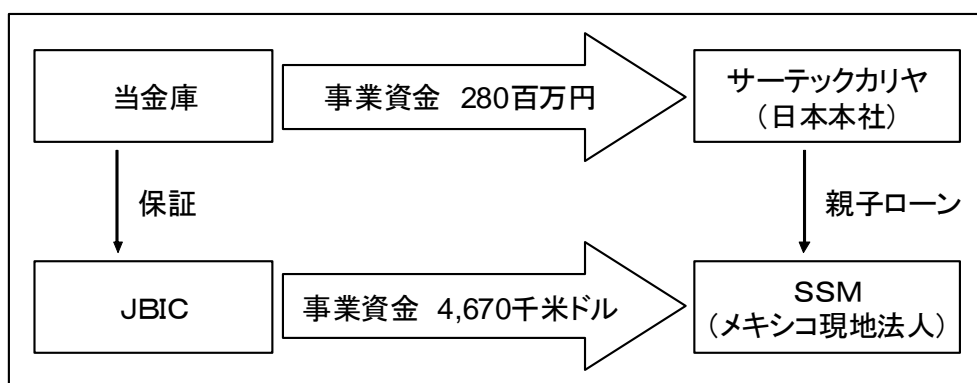 当金庫
事業資金 280百万円
サーテックカリヤ
（日本本社）
保証
親子ローン
ＪＢＩＣ
事業資金 4,670千米ドル
ＳＳＭ
（メキシコ現地法人）